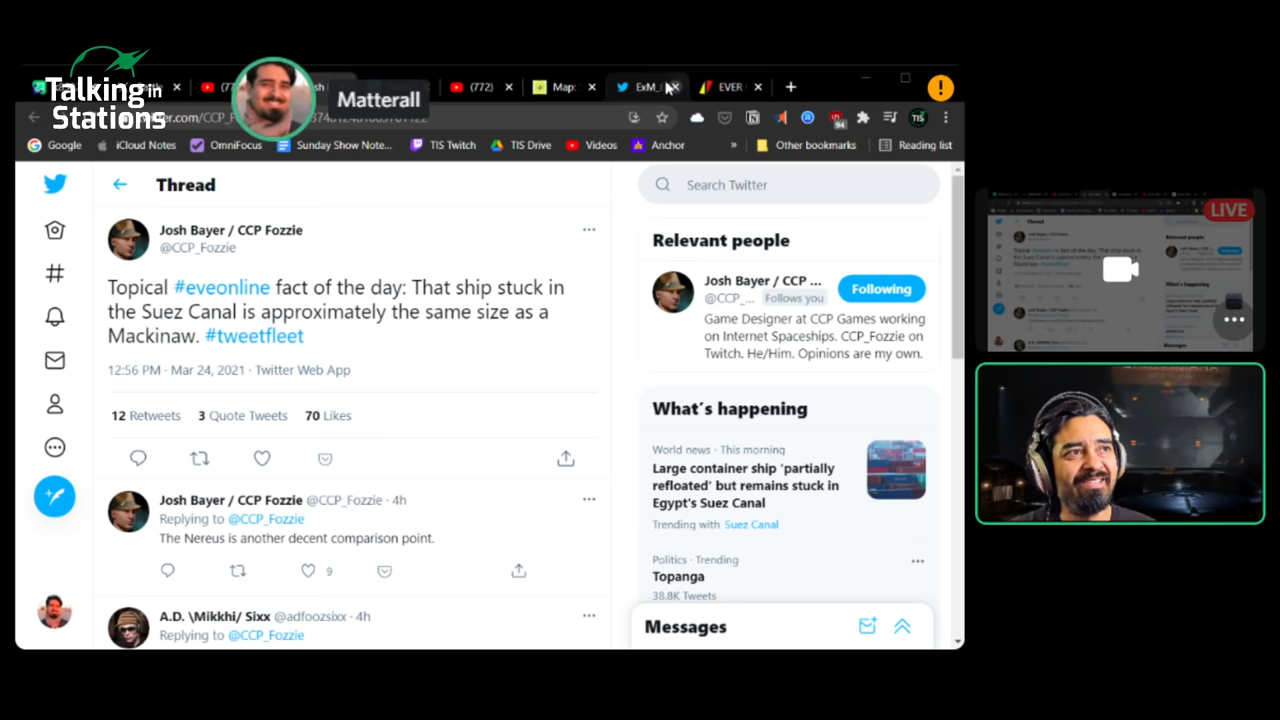 Talking in
Stations
Matterall
(772)
Map:
ExM_
EVER
Google
iCloud Notes
OmniFocus
Sunday Show Note...
TIS Twitch
TIS Drive
Videos
Anchor
»
Other bookmarks
Reading list
TIS
94
Thread
Search Twitter
Josh Bayer / CCP Fozzie
@CCP_Fozzie
Topical #eveonline fact of the day: That ship stuck in
the Suez Canal is approximately the same size as a
Mackinaw. #tweetfleet
12:56 PM · Mar 24, 2021 · Twitter Web App
12 Retweets 3 Quote Tweets 70 Likes
Josh Bayer / CCP Fozzie @CCP_Fozzie · 4h
Replying to @CCP_Fozzie
The Nereus is another decent comparison point.
9
A.D. \Mikkhi/ Sixx @adfoozsixx · 4h
Replying to @CCP_Fozzie
Relevant people
Josh Bayer / CCP ...
@CCP_... Follows you
Following
Game Designer at CCP Games working
on Internet Spaceships. CCP_Fozzie on
Twitch. He/Him. Opinions are my own.
What's happening
World news · This morning
Large container ship 'partially
refloated' but remains stuck in
Egypt's Suez Canal
Trending with Suez Canal
Politics · Trending
Topanga
38.8K Tweets
Messages
LIVE